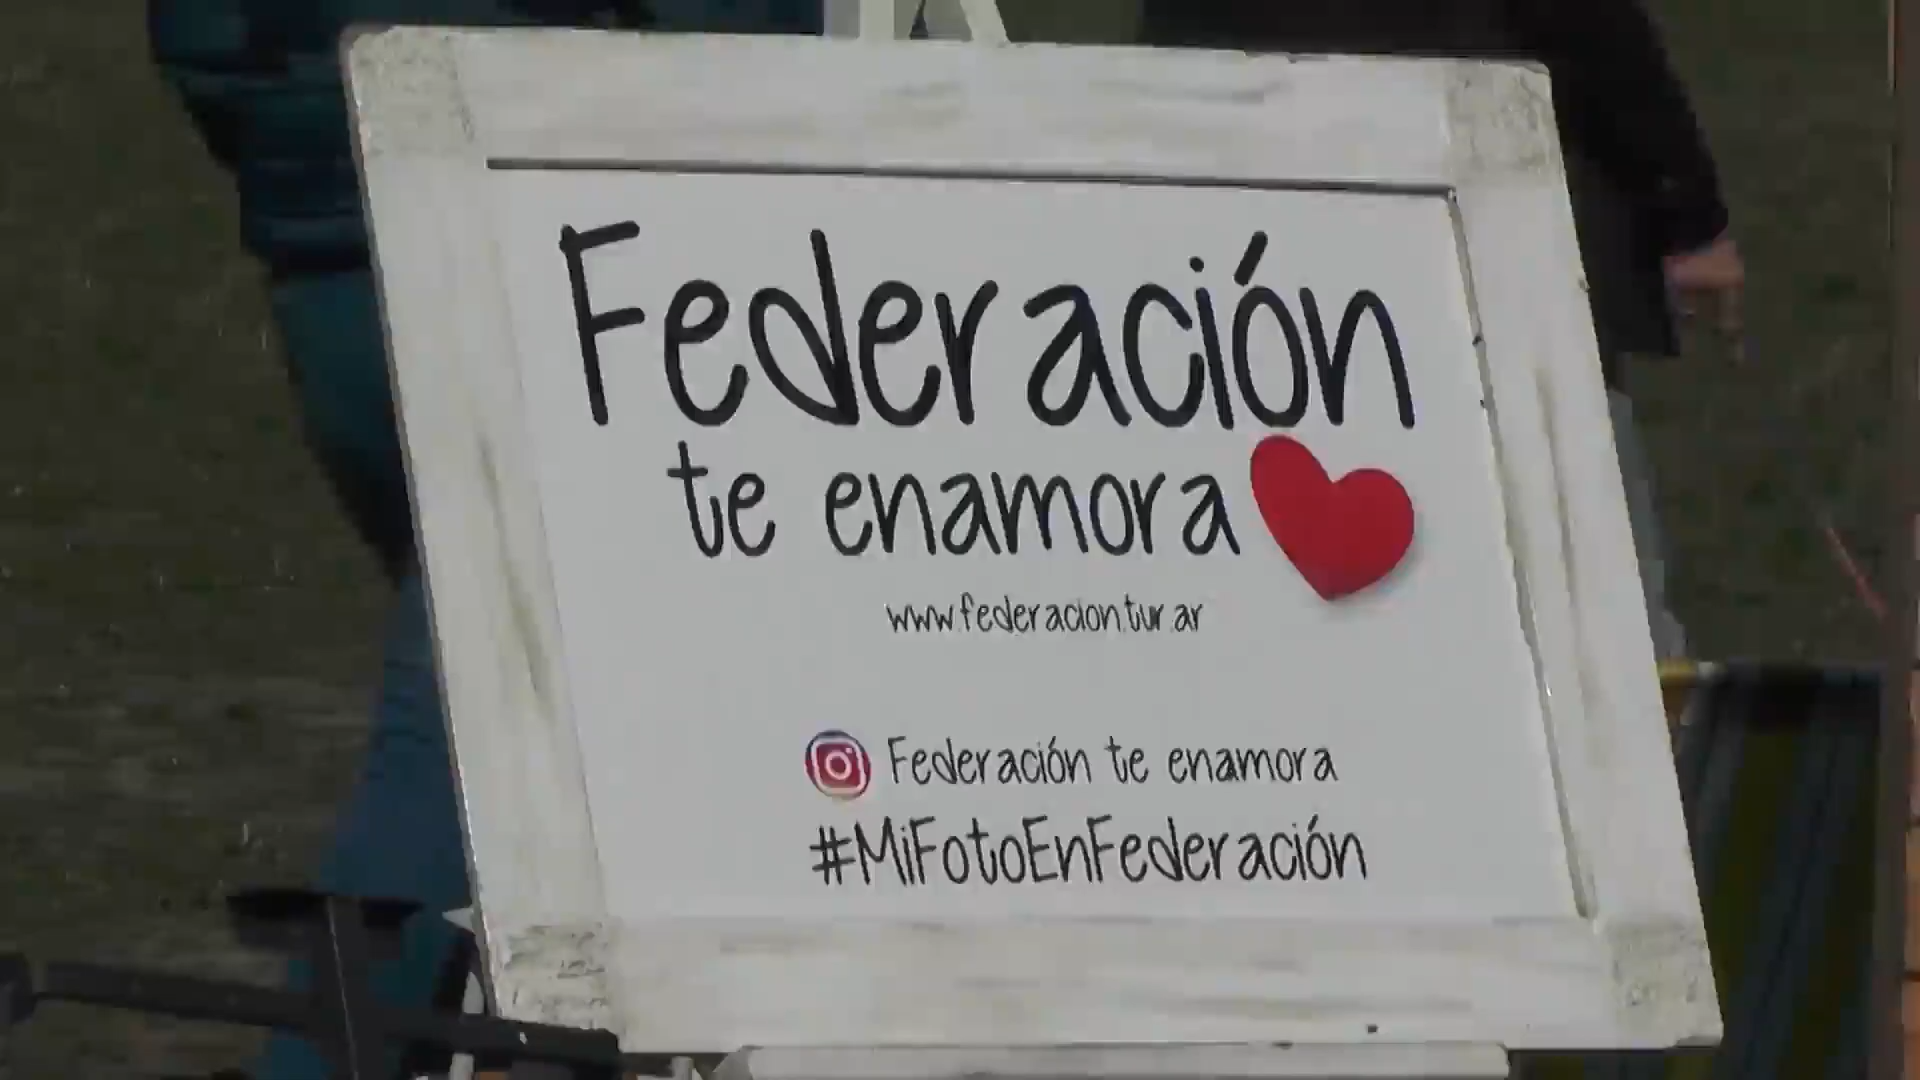 Federación
te enamora
www.federacion.tur.ar
Federación te enamora
#MiFotoEnFederación